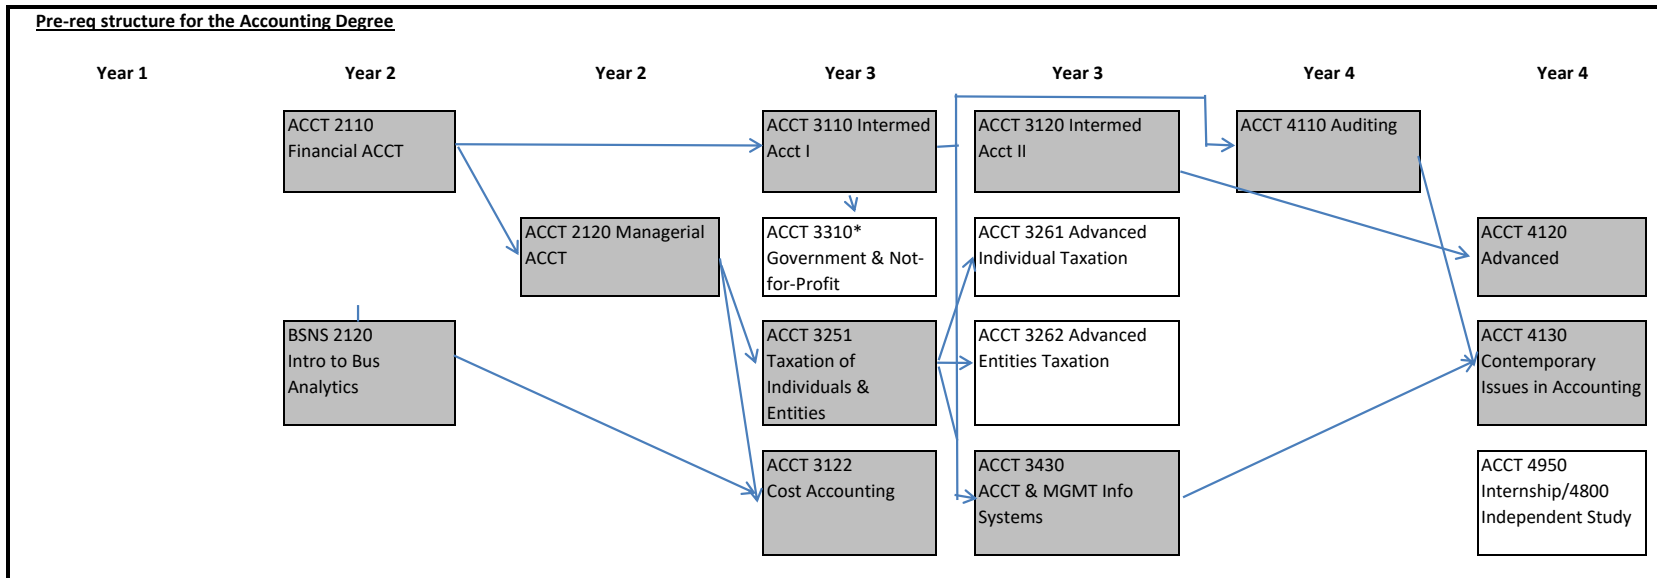 Pre-req structure for the Accounting Degree
Year 1
Year 2
Year 2
Year 3
Year 3
Year 4
Year 4
ACCT 2110
Financial ACCT
ACCT 3110 Intermed
Acct I
ACCT 3120 Intermed
Acct II
ACCT 4110 Auditing
ACCT 2120 Managerial
ACCT
ACCT 3310*
Government & Not-
for-Profit
ACCT 3261 Advanced
Individual Taxation
ACCT 4120
Advanced
BSNS 2120
Intro to Bus
Analytics
ACCT 3251
Taxation of
Individuals &
Entities
ACCT 3262 Advanced
Entities Taxation
ACCT 4130
Contemporary
Issues in Accounting
ACCT 3122
Cost Accounting
ACCT 3430
ACCT & MGMT Info
Systems
ACCT 4950
Internship/4800
Independent Study